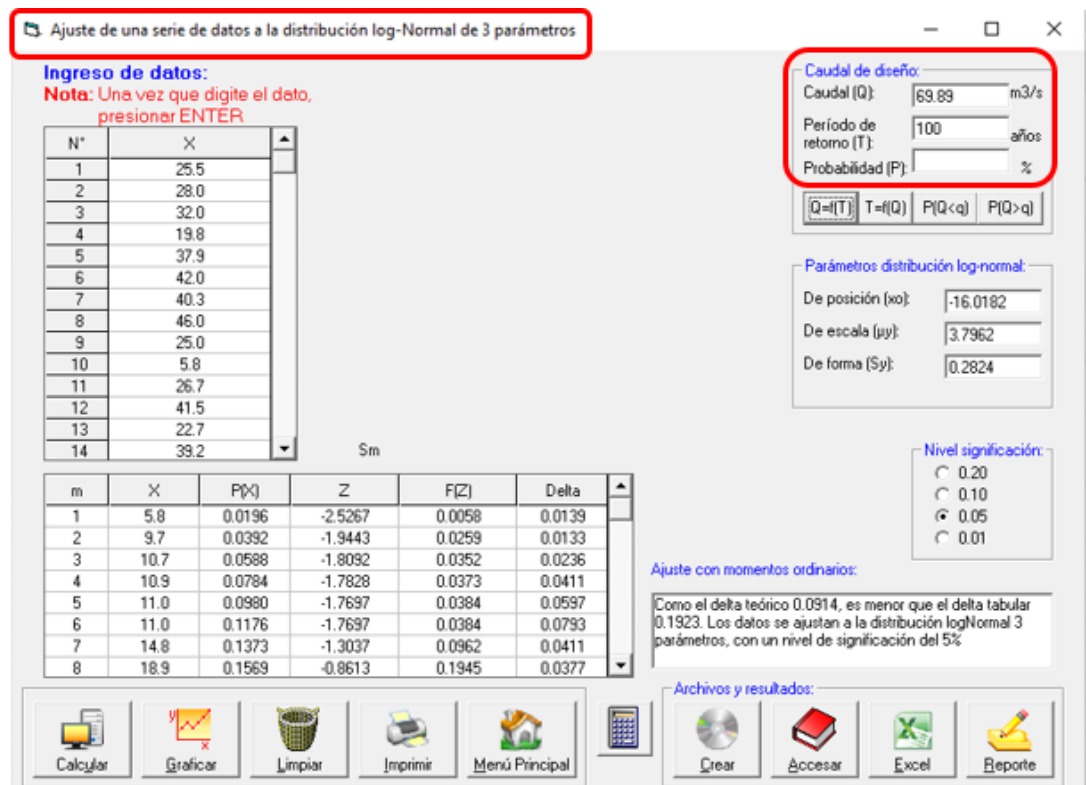 Ajuste de una serie de datos a la distribución log-Normal de 3 parámetros
Ingreso de datos:
Nota: Una vez que digite el dato,
presionar ENTER
N° X
1 25.5
2 28.0
3 32.0
4 19.8
5 37.9
6 42.0
7 40.3
8 46.0
9 25.0
10 5.8
11 26.7
12 41.5
13 22.7
14 39.2
Sm
Caudal de diseño:
Caudal (Q): 69.89 m3/s
Período de
retorno (T): 100 años
Probabilidad (P): %
Q=f(T) T=f(Q) P(Q<q) P(Q>q)
Parámetros distribución log-normal:
De posición (xo): -16.0182
De escala (µy): 3.7962
De forma (Sy): 0.2824
Nivel significación:
0.20
0.10
0.05
0.01
m X P(X) Z F(Z) Delta
1 5.8 0.0196 -2.5267 0.0058 0.0139
2 9.7 0.0392 -1.9443 0.0259 0.0133
3 10.7 0.0588 -1.8092 0.0352 0.0236
4 10.9 0.0784 -1.7828 0.0373 0.0411
5 11.0 0.0980 -1.7697 0.0384 0.0597
6 11.0 0.1176 -1.7697 0.0384 0.0793
7 14.8 0.1373 -1.3037 0.0962 0.0411
8 18.9 0.1569 -0.8613 0.1945 0.0377
Ajuste con momentos ordinarios:
Como el delta teórico 0.0914, es menor que el delta tabular
0.1923. Los datos se ajustan a la distribución logNormal 3
parámetros, con un nivel de significación del 5%
Calcular Graficar Limpiar Imprimir Menú Principal
Archivos y resultados:
Crear Accesar Excel Reporte